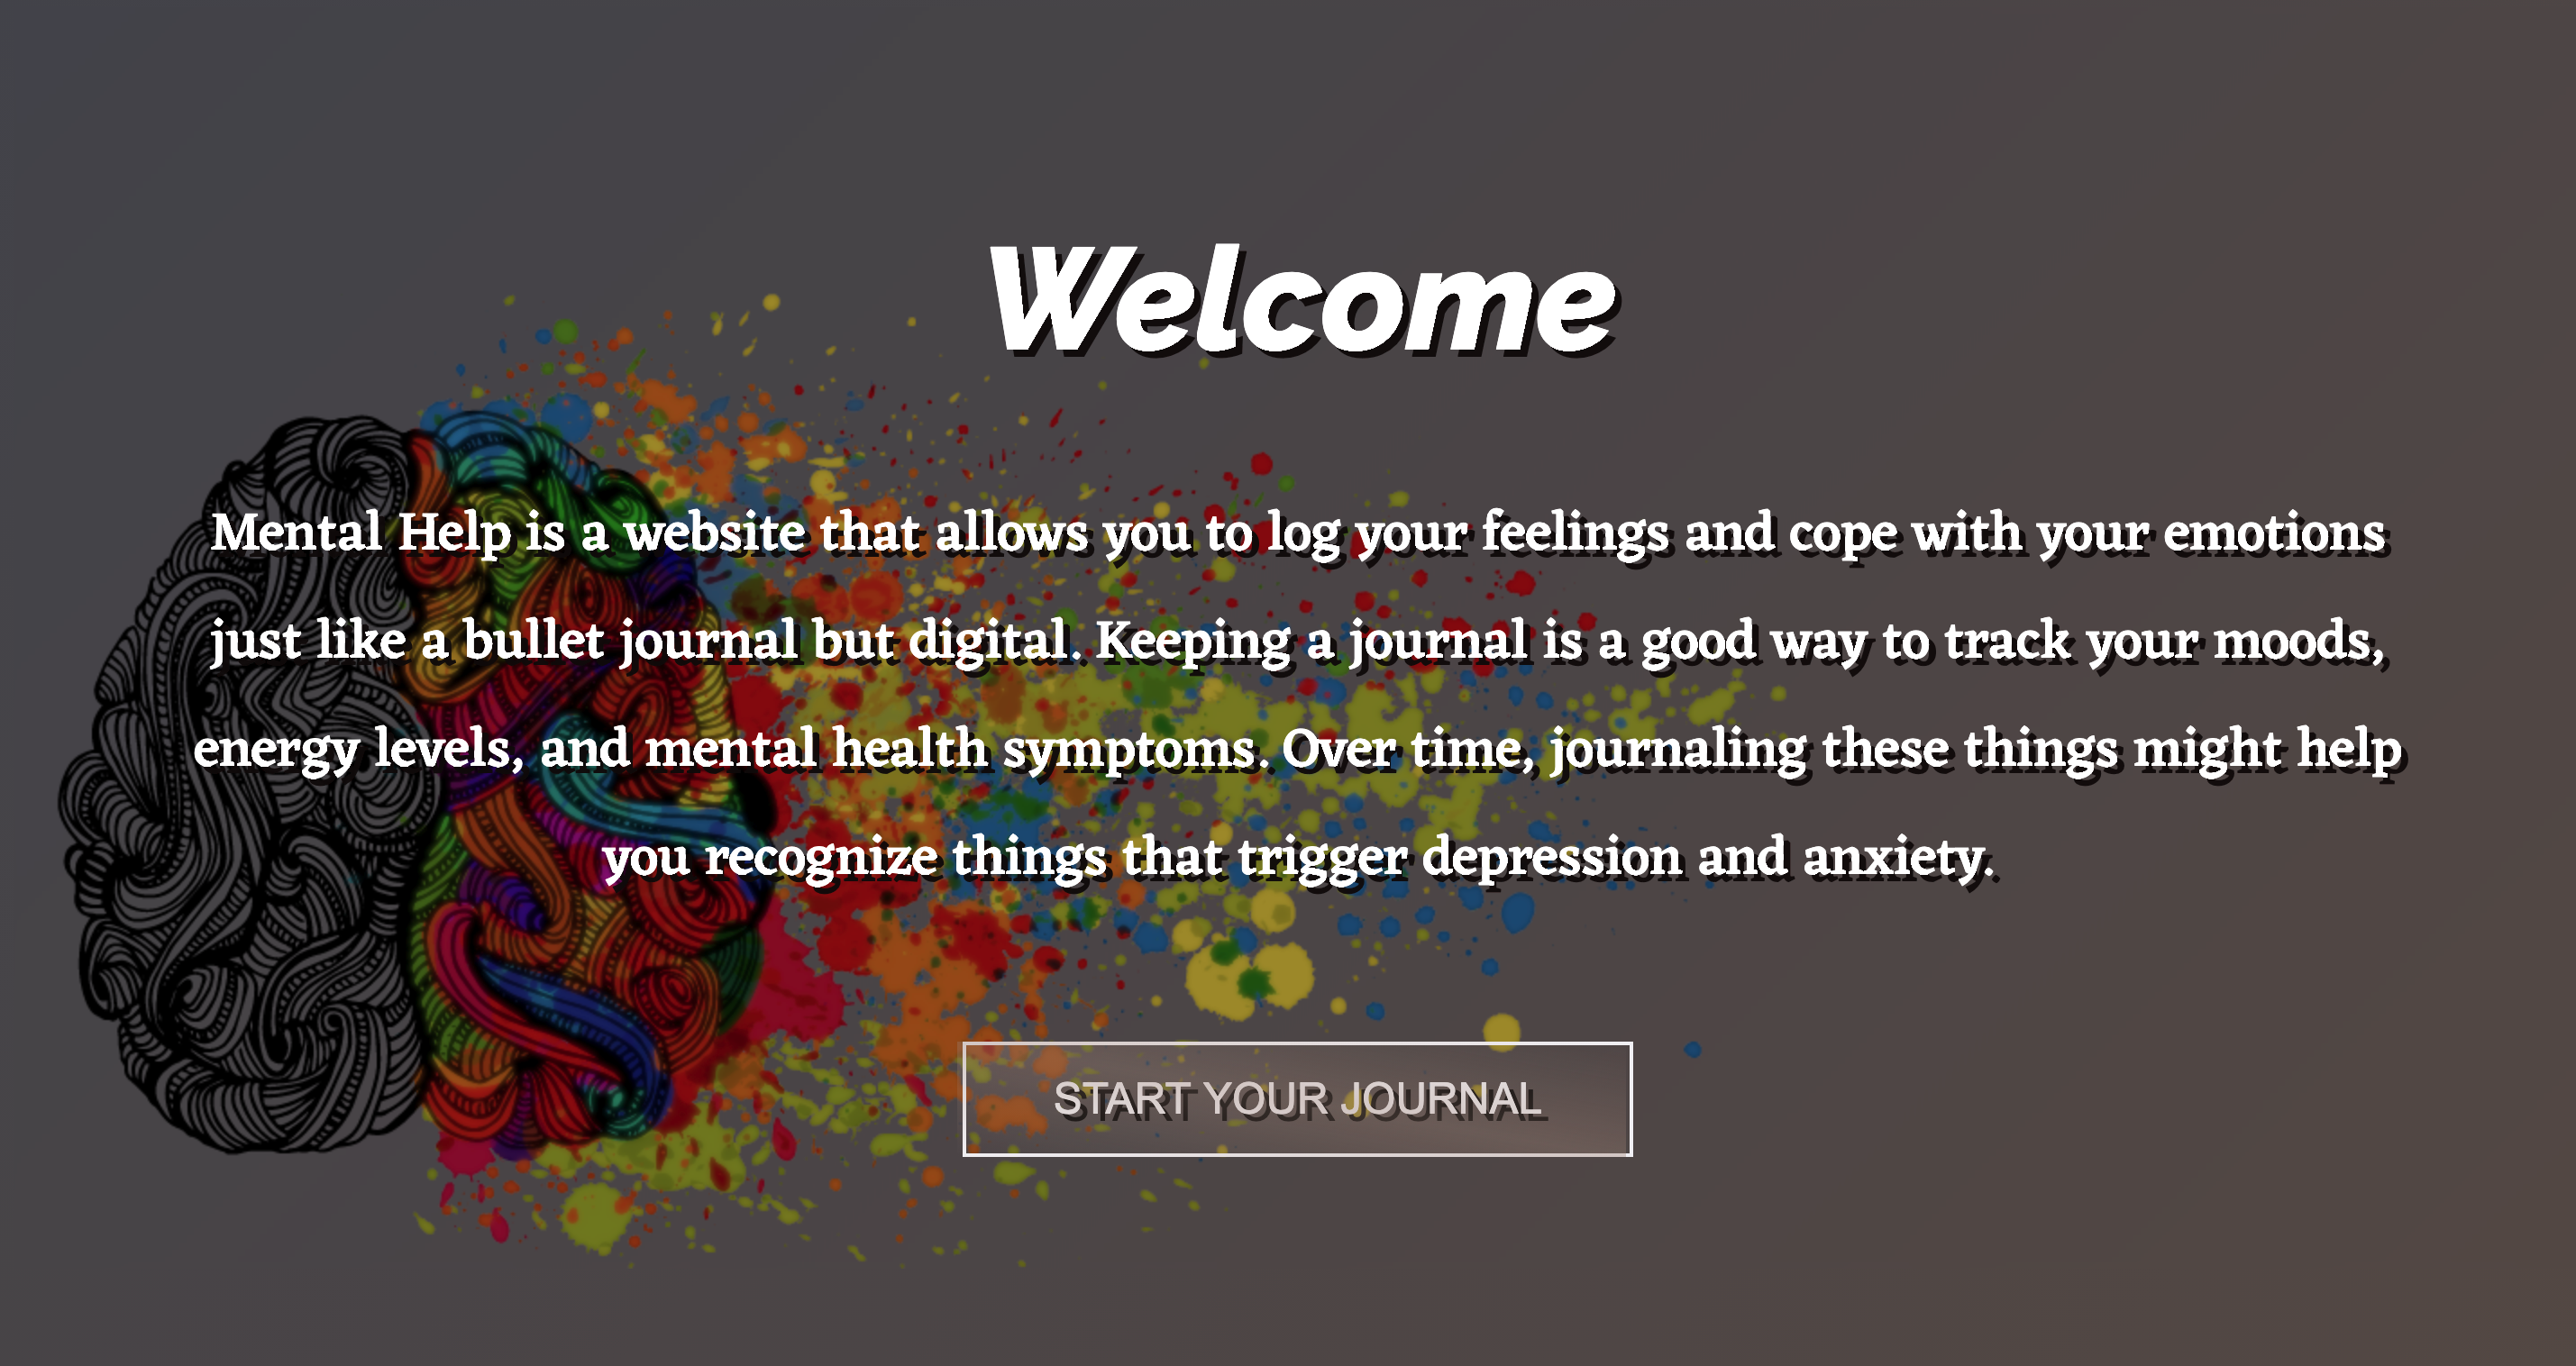 Welcome
Mental Help is a website that allows you to log your feelings and cope with your emotions
just like a bullet journal but digital. Keeping a journal is a good way to track your moods,
energy levels, and mental health symptoms. Over time, journaling these things might help
you recognize things that trigger depression and anxiety.
START YOUR JOURNAL